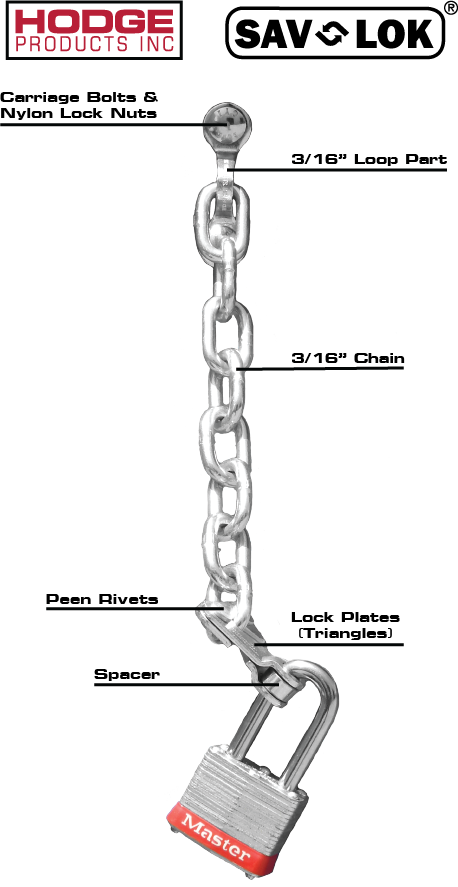 HODGE
PRODUCTS INC
SAV LOK®
Carriage Bolts &
Nylon Lock Nuts
3/16” Loop Part
3/16” Chain
Peen Rivets
Lock Plates
(Triangles)
Spacer
Master